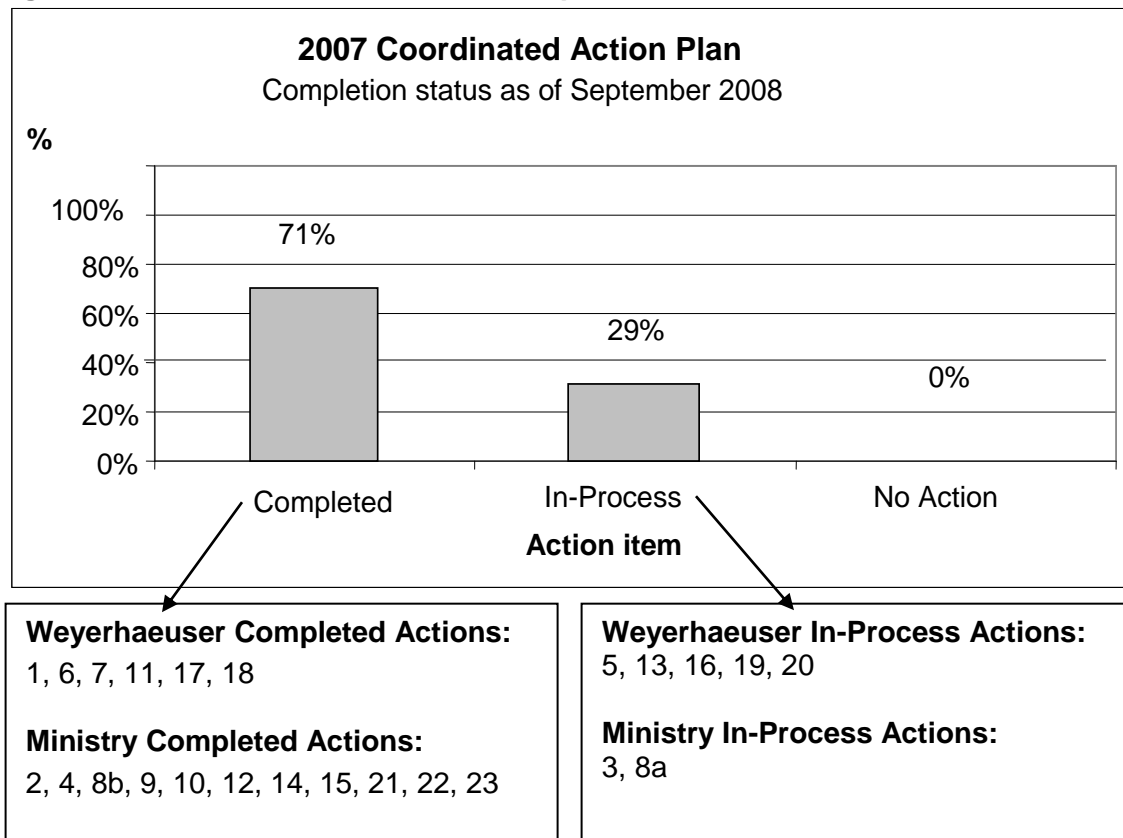 2007 Coordinated Action Plan
Completion status as of September 2008
%
100%
80%
60%
40%
20%
0%
71%
29%
0%
Completed
In-Process
No Action
Action item
Weyerhaeuser Completed Actions:
1, 6, 7, 11, 17, 18
Ministry Completed Actions:
2, 4, 8b, 9, 10, 12, 14, 15, 21, 22, 23
Weyerhaeuser In-Process Actions:
5, 13, 16, 19, 20
Ministry In-Process Actions:
3, 8a